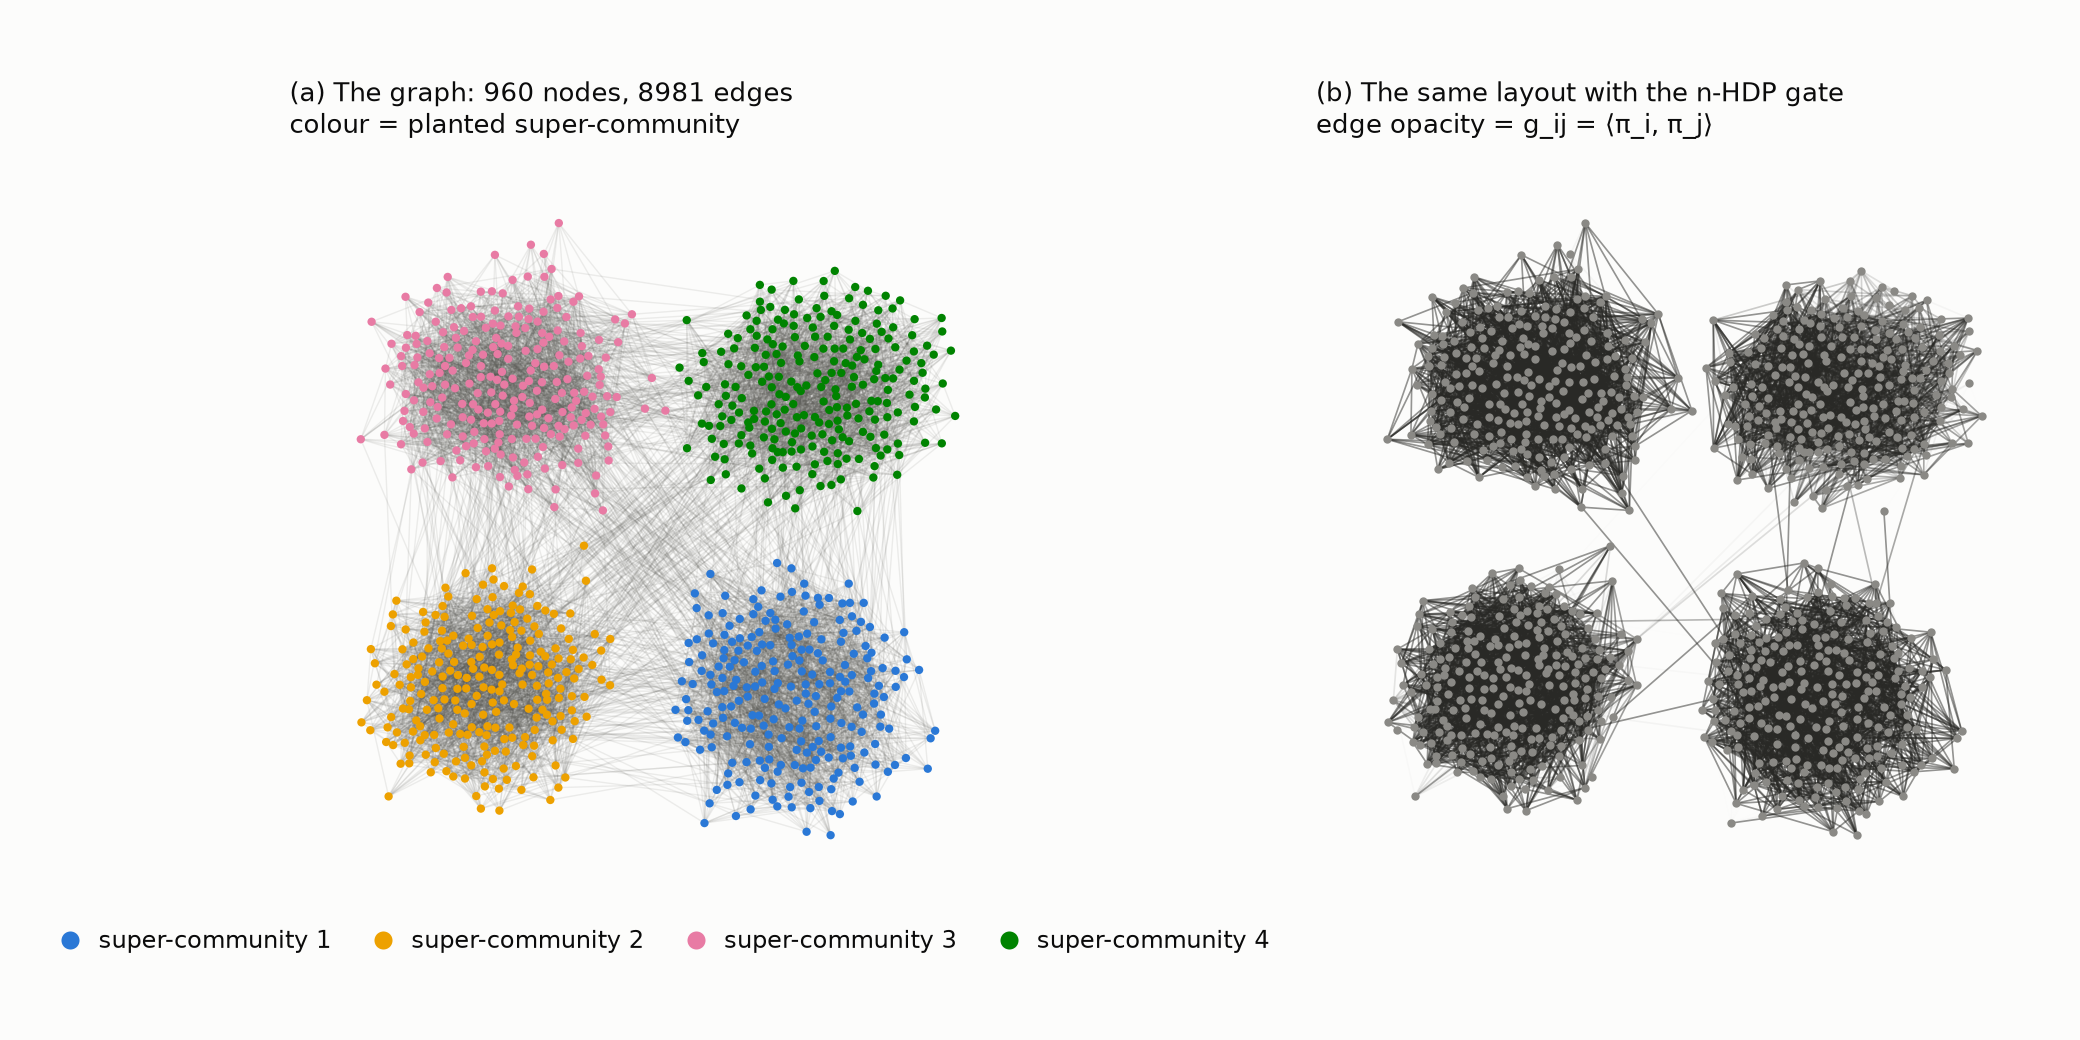 (a) The graph: 960 nodes, 8981 edges
colour = planted super-community
(b) The same layout with the n-HDP gate
edge opacity = g_ij = ⟨π_i, π_j⟩
super-community 1
super-community 2
super-community 3
super-community 4